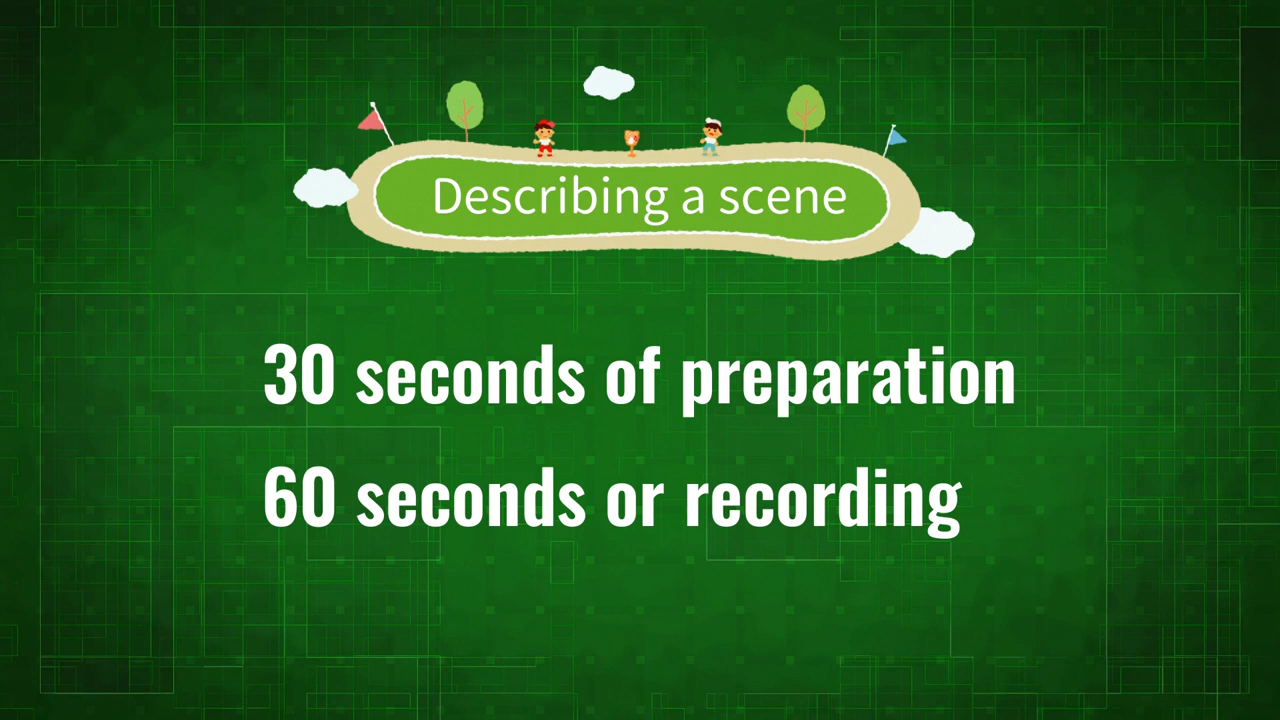 Describing a scene
30 seconds of preparation
60 seconds or recording